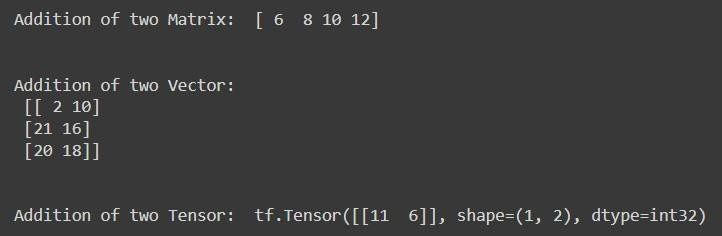 Addition of two Matrix:  [ 6  8 10 12]
Addition of two Vector:
[[ 2 10]
[21 16]
[20 18]]
Addition of two Tensor:  tf.Tensor([[11  6]], shape=(1, 2), dtype=int32)